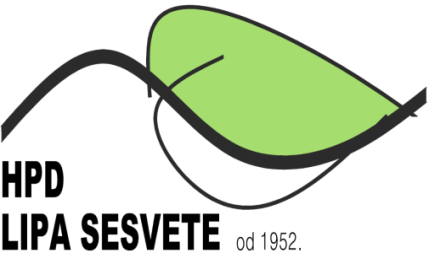 HPD
LIPA SESVETE od 1952.